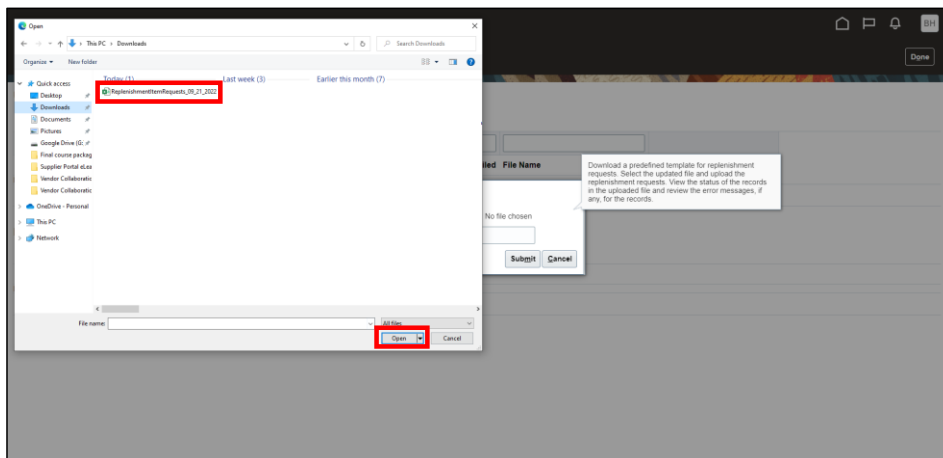 Open
This PC › Downloads
Search Downloads
Organize
New folder
Quick access
Desktop
Downloads
Documents
Pictures
Google Drive (G:
Final course packag
Supplier Portal eLea
Vendor Collaboratic
Vendor Collaboratic
OneDrive - Personal
This PC
Network
Today (1)
Last week (3)
Earlier this month (7)
ReplenishmentItemRequests_09_21_2022
File name:
All files
Open
Cancel
BH
Done
iled File Name
Download a predefined template for replenishment
requests. Select the updated file and upload the
replenishment requests. View the status of the records
in the uploaded file and review the error messages, if
any, for the records.
No file chosen
Submit Cancel